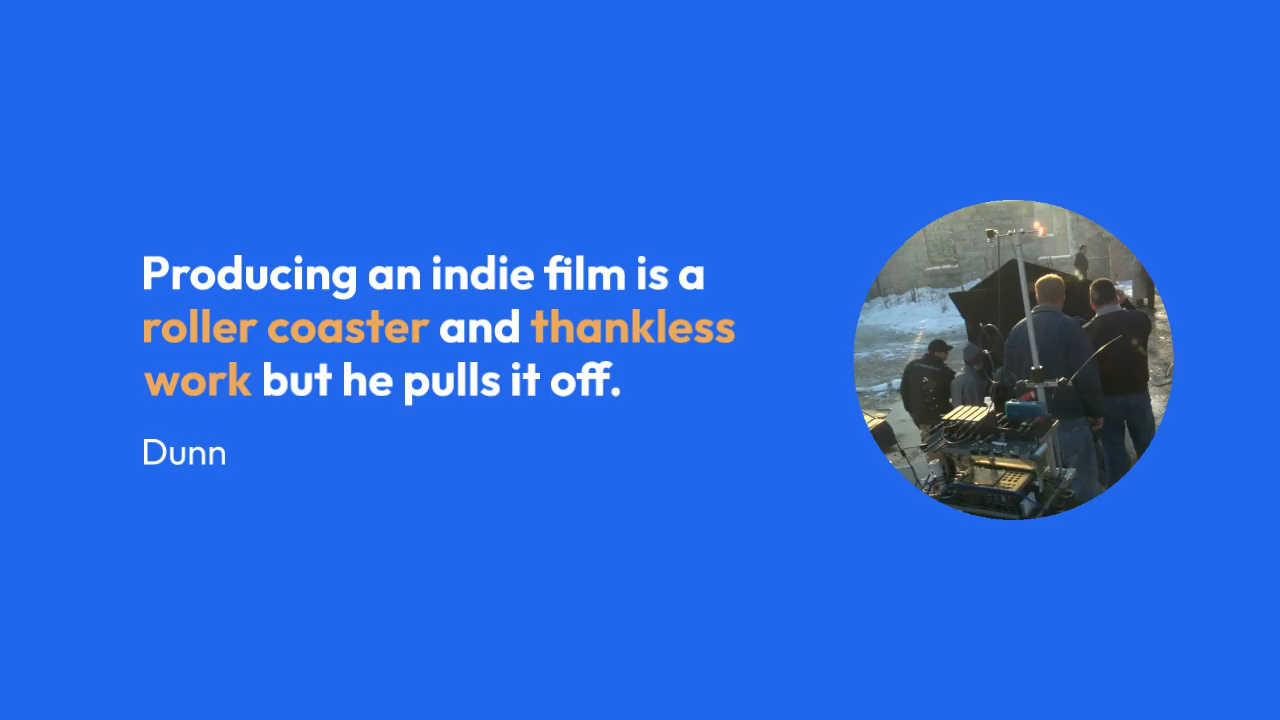 Producing an indie film is a
roller coaster and thankless
work but he pulls it off.
Dunn